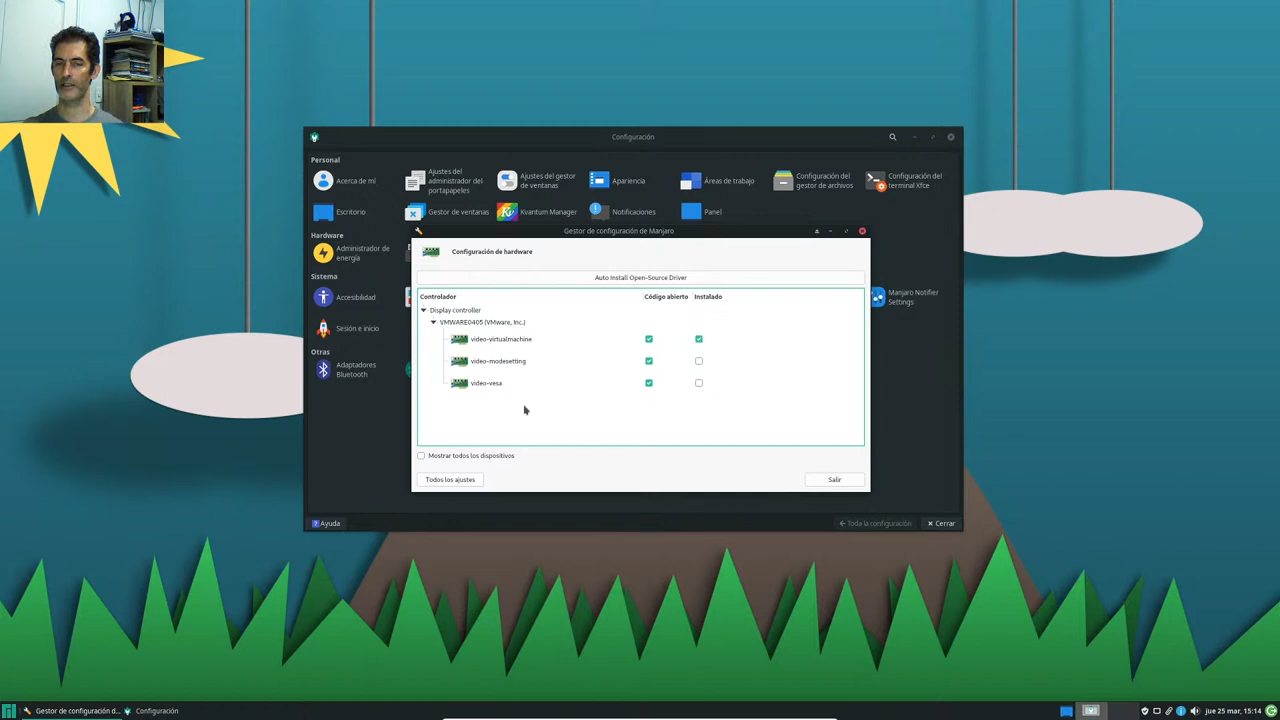 Configuración
Personal
Acerca de mí
Ajustes del
administrador del
portapapeles
Ajustes del gestor
de ventanas
Apariencia
Áreas de trabajo
Configuración del
gestor de archivos
Configuración del
terminal Xfce
Escritorio
Gestor de ventanas
Kv
Kvantum Manager
Notificaciones
Panel
Gestor de configuración de Manjaro
Hardware
Administrador de
energía
Configuración de hardware
Sistema
Auto Install Open-Source Driver
Accesibilidad
Manjaro Notifier
Settings
Controlador
Código abierto
Instalado
Display controller
VMWARE0405 (VMware, Inc.)
Sesión e inicio
video-virtualmachine
Otras
video-modesetting
Adaptadores
Bluetooth
video-vesa
Mostrar todos los dispositivos
Todos los ajustes
Salir
Ayuda
Toda la configuración
Cerrar
Gestor de configuración d...
Configuración
jue 25 mar, 15:14